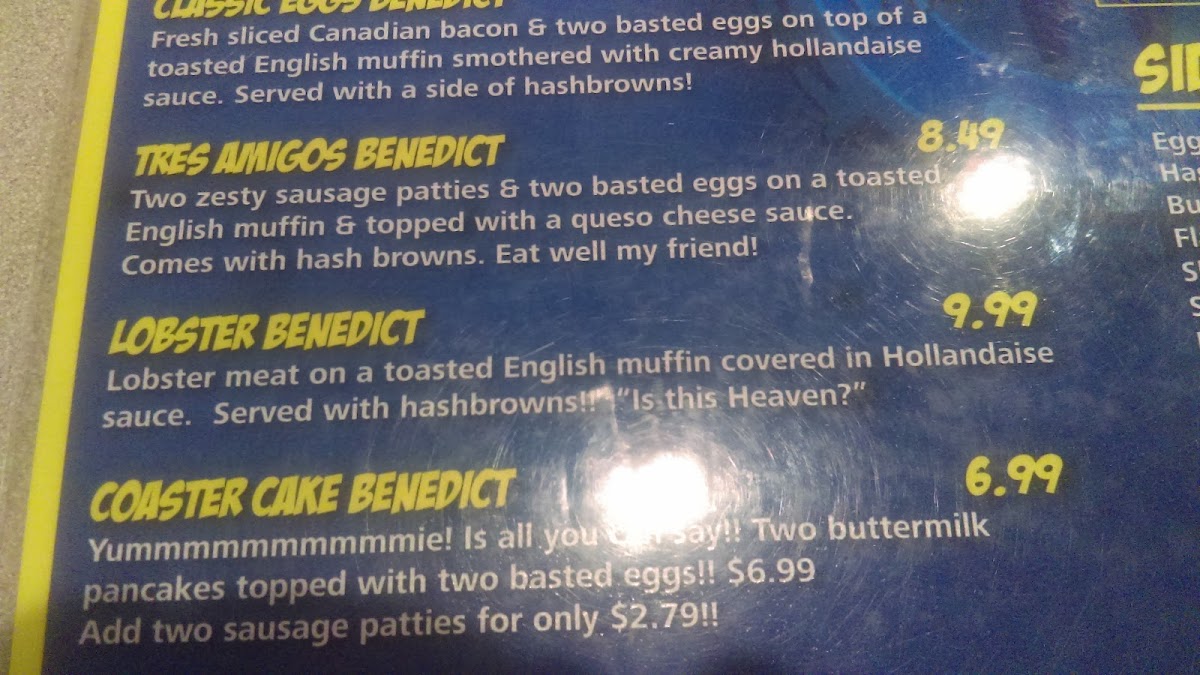 CLASSIC EGGS BENEDICT
Fresh sliced Canadian bacon & two basted eggs on top of a
toasted English muffin smothered with creamy hollandaise
sauce. Served with a side of hashbrowns!
TRES AMIGOS BENEDICT 8.49
Two zesty sausage patties & two basted eggs on a toasted
English muffin & topped with a queso cheese sauce.
Comes with hash browns. Eat well my friend!
LOBSTER BENEDICT 9.99
Lobster meat on a toasted English muffin covered in Hollandaise
sauce. Served with hashbrowns!! "Is this Heaven?"
COASTER CAKE BENEDICT 6.99
Yummmmmmmmmmie! Is all you can say!! Two buttermilk
pancakes topped with two basted eggs!! $6.99
Add two sausage patties for only $2.79!!